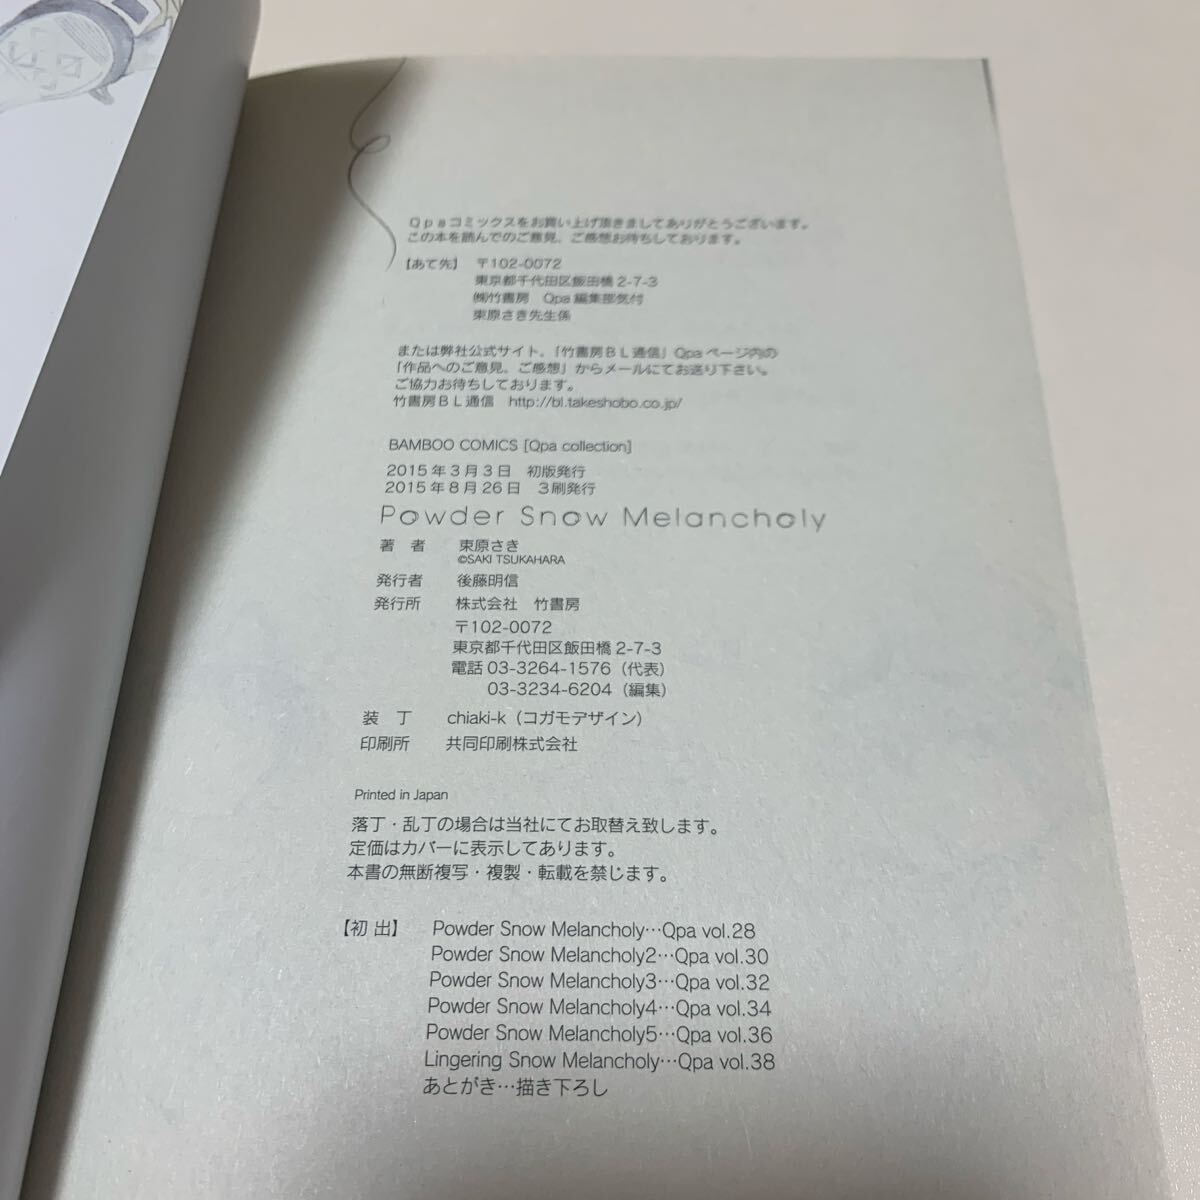 Qpaコミックスをお買い上げ頂きましてありがとうございます。
この本を読んでのご意見、ご感想お待ちしております。
【あて先】 〒102-0072
東京都千代田区飯田橋2-7-3
㈱竹書房 Qpa編集部気付
束原さき先生係
または弊社公式サイト、「竹書房BL通信」Qpaページ内の
「作品へのご意見、ご感想」からメールにてお送り下さい。
ご協力お待ちしております。
竹書房BL通信 http://bl.takeshobo.co.jp/
BAMBOO COMICS [Qpa collection]
2015年3月3日 初版発行
2015年8月26日 3刷発行
Powder Snow Melancholy
著 者 束原さき
©SAKI TSUKAHARA
発行者 後藤明信
発行所 株式会社 竹書房
〒102-0072
東京都千代田区飯田橋2-7-3
電話03-3264-1576（代表）
03-3234-6204（編集）
装 丁 chiaki-k（コガモデザイン）
印刷所 共同印刷株式会社
Printed in Japan
落丁・乱丁の場合は当社にてお取替え致します。
定価はカバーに表示してあります。
本書の無断複写・複製・転載を禁じます。
【初 出】 Powder Snow Melancholy…Qpa vol.28
Powder Snow Melancholy2…Qpa vol.30
Powder Snow Melancholy3…Qpa vol.32
Powder Snow Melancholy4…Qpa vol.34
Powder Snow Melancholy5…Qpa vol.36
Lingering Snow Melancholy…Qpa vol.38
あとがき…描き下ろし